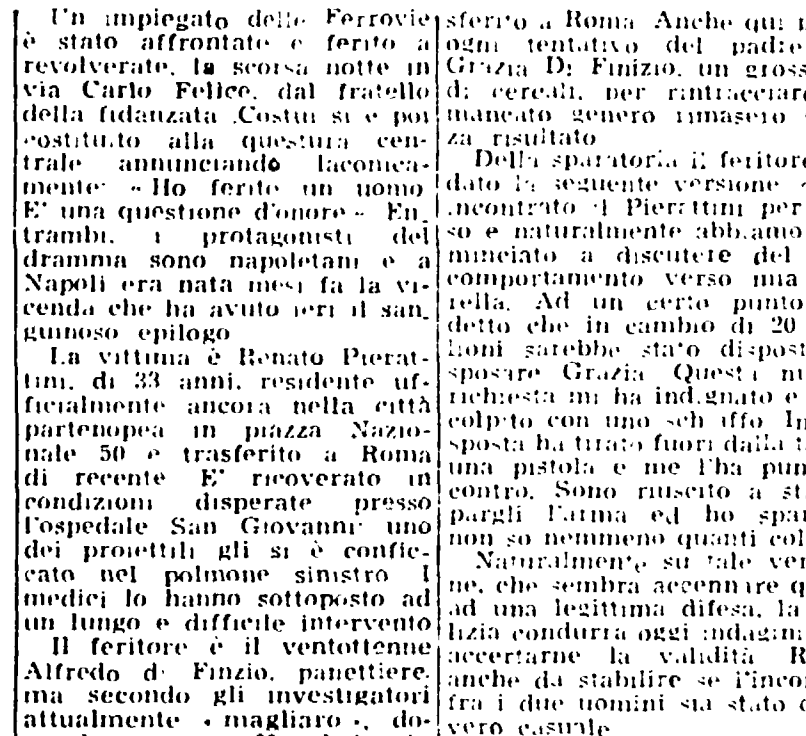 Un impiegato delle Ferrovie
è stato affrontate e ferito a
revolverate, la scorsa notte in
via Carlo Felice, dal fratello
della fidanzata Costui si e poi
costituito alla questura cen-
trale annunciando laconica-
mente: «Ho ferito un uomo
E' una questione d'onore» En-
trambi, i protagonisti del
dramma sono napoletani e a
Napoli era nata mesi fa la vi-
cenda che ha avuto ieri il san-
guinoso epilogo
La vittima è Renato Pierat-
tini, di 33 anni, residente uf-
ficialmente ancora nella città
partenopea in piazza Nazio-
nale 50 e trasferito a Roma
di recente E' ricoverato in
condizioni disperate presso
l'ospedale San Giovanni uno
dei proiettili gli si è confic-
cato nel polmone sinistro I
medici lo hanno sottoposto ad
un lungo e difficile intervento
Il feritore è il ventottenne
Alfredo di Finzio, panettiere,
ma secondo gli investigatori
attualmente « magliaro », do-
sferito a Roma Anche qui
ogni tentativo del padre
Grazia Di Finizio, un gross
di cereali, per rintracciare
mancato genero rimasero
za risultato
Della sparatoria il feritore
dato la seguente versione «
incontrato il Pierattini per
so e naturalmente abbiamo
minciato a discutere del
comportamento verso mia
rella. Ad un certo punto
detto che in cambio di 20
lioni sarebbe stato dispost
sposare Grazia Questa
richiesta mi ha indignato e
colpito con uno schiaffo In
sposta ha tirato fuori dalla
una pistola e me l'ha pun
contro. Sono riuscito a
pargli l'arma ed ho spar
non so nemmeno quanti col
Naturalmente su tale ver
ne, che sembra accennare
ad una legittima difesa, la
lizia condurrà oggi indagini
accertarne la validità
anche da stabilire se l'incon
fra i due uomini sia stato
vero casuale